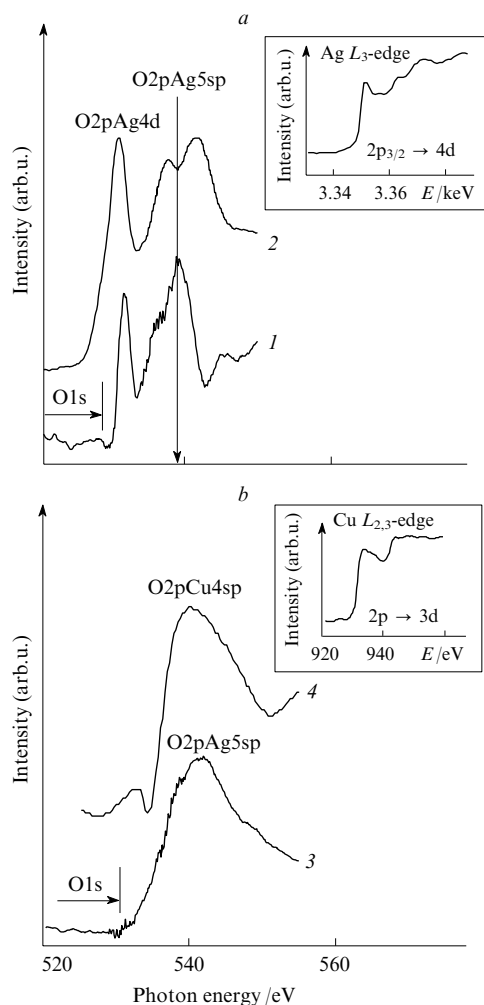 a
Intensity (arb.u.)
O2pAg5sp
O2pAg4d
2
1
O1s
Intensity (arb.u.)
Ag L₃-edge
2p₃/₂ → 4d
3.34
3.36
E /keV
b
Intensity (arb.u.)
O2pCu4sp
4
O2pAg5sp
3
O1s
Intensity (arb.u.)
Cu L₂,₃-edge
2p → 3d
920
940
E /eV
520
540
560
Photon energy /eV